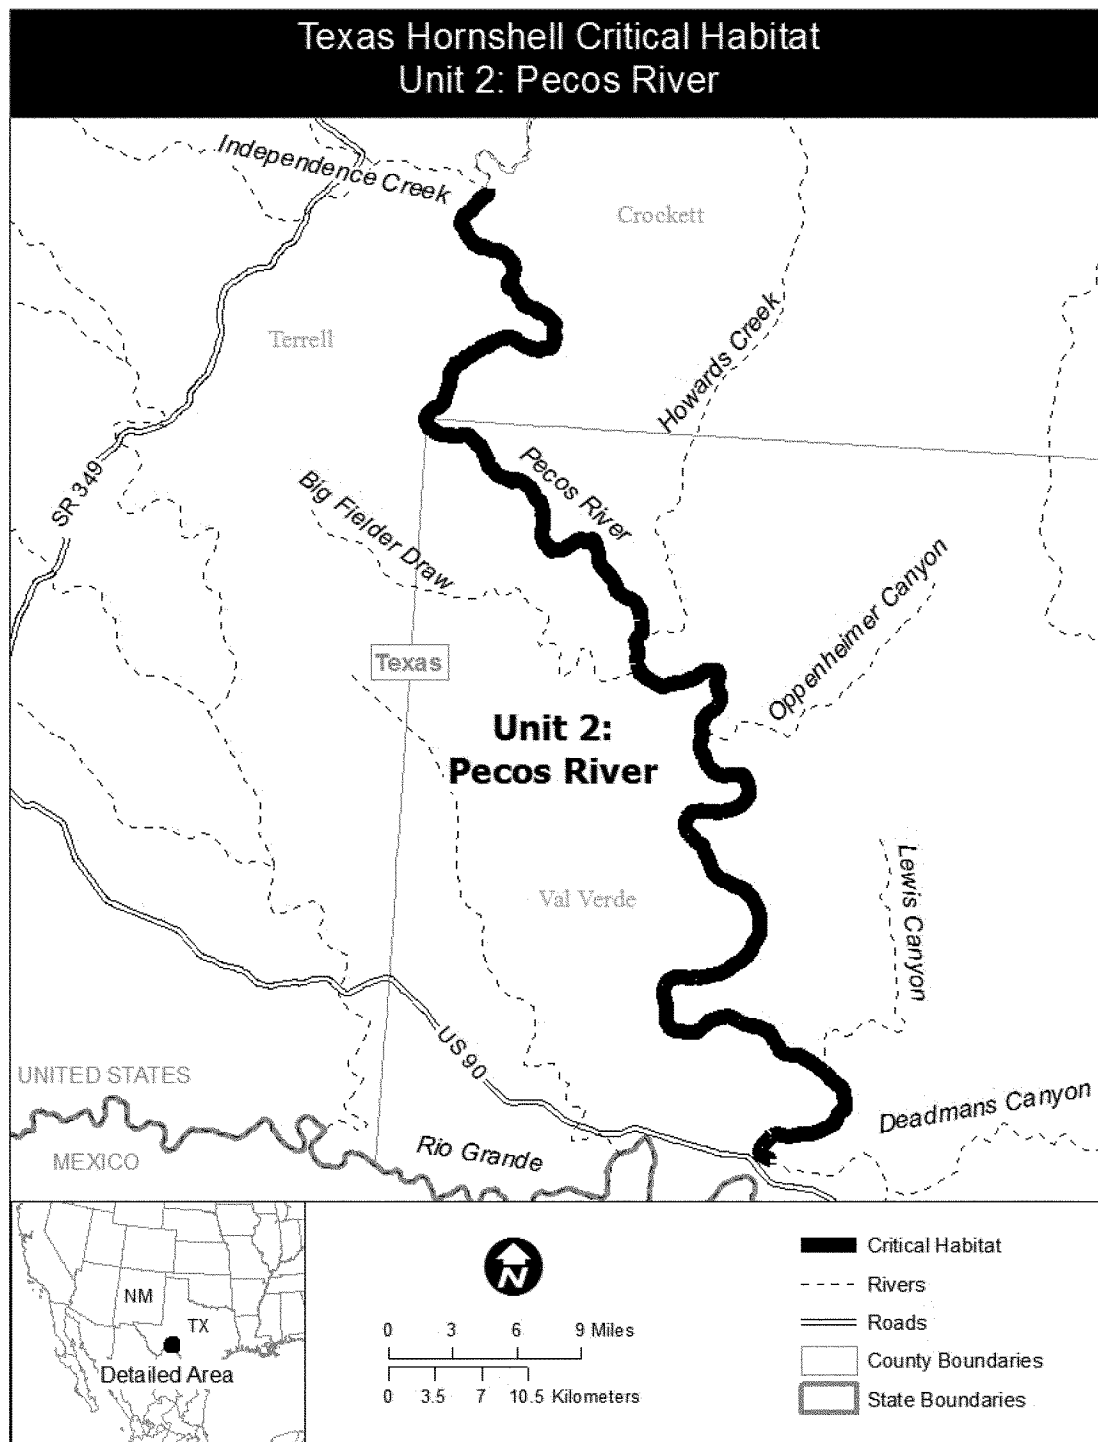 Texas Hornshell Critical Habitat
Unit 2: Pecos River
Independence Creek
Crockett
Terrell
Howards Creek
SR 349
Big Fielder Draw
Pecos River
Oppenheimer Canyon
Texas
Unit 2:
Pecos River
Val Verde
Lewis Canyon
US 90
UNITED STATES
MEXICO
Rio Grande
Deadmans Canyon
NM
TX
Detailed Area
N
0 3 6 9 Miles
0 3.5 7 10.5 Kilometers
Critical Habitat
Rivers
Roads
County Boundaries
State Boundaries